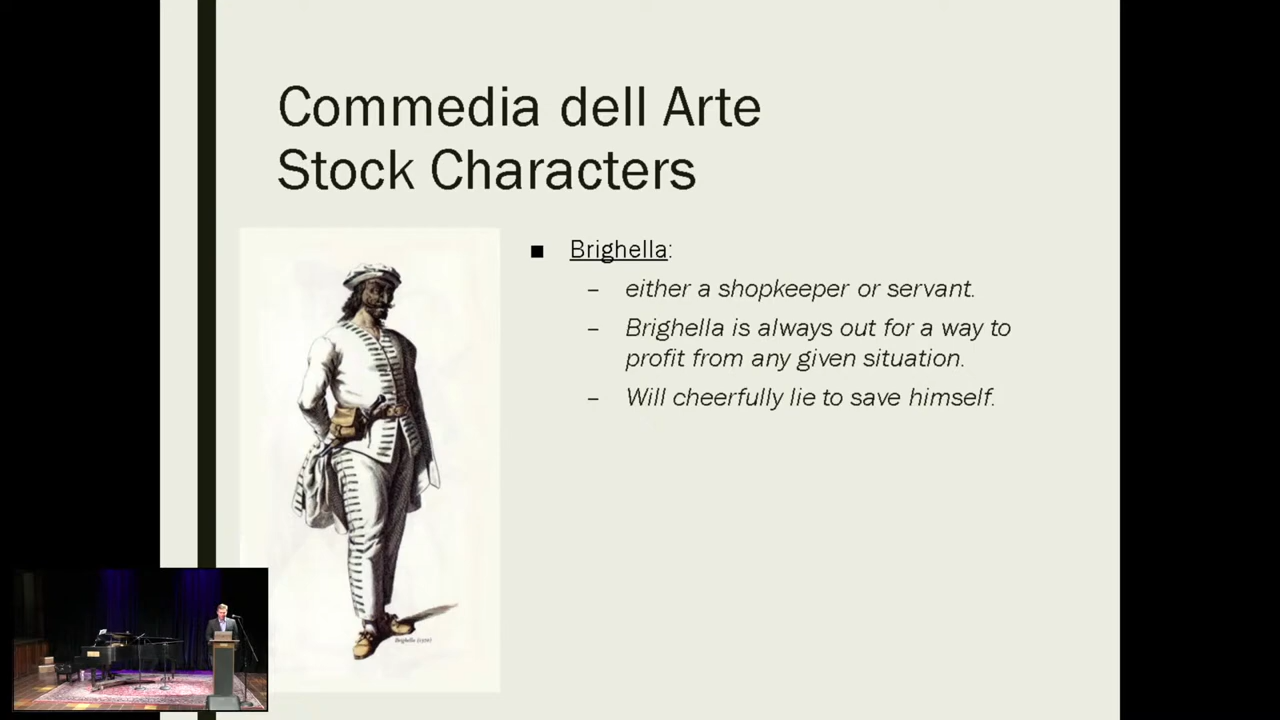 Commedia dell Arte
Stock Characters
■ Brighella:
– either a shopkeeper or servant.
– Brighella is always out for a way to
profit from any given situation.
– Will cheerfully lie to save himself.